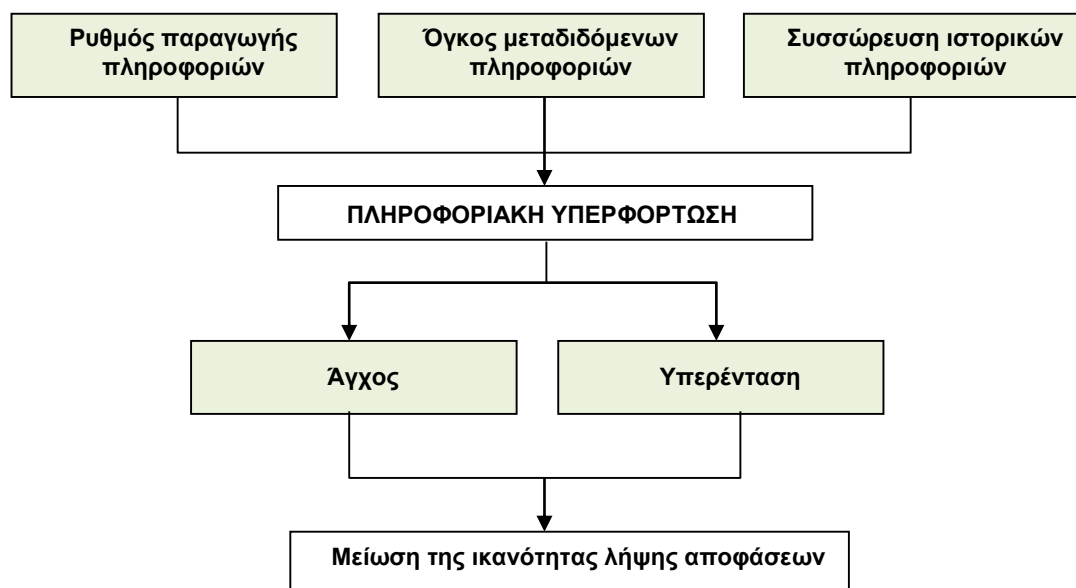 Ρυθμός παραγωγής
πληροφοριών
Όγκος μεταδιδόμενων
πληροφοριών
Συσσώρευση ιστορικών
πληροφοριών
ΠΛΗΡΟΦΟΡΙΑΚΗ ΥΠΕΡΦΟΡΤΩΣΗ
Άγχος
Υπερένταση
Μείωση της ικανότητας λήψης αποφάσεων